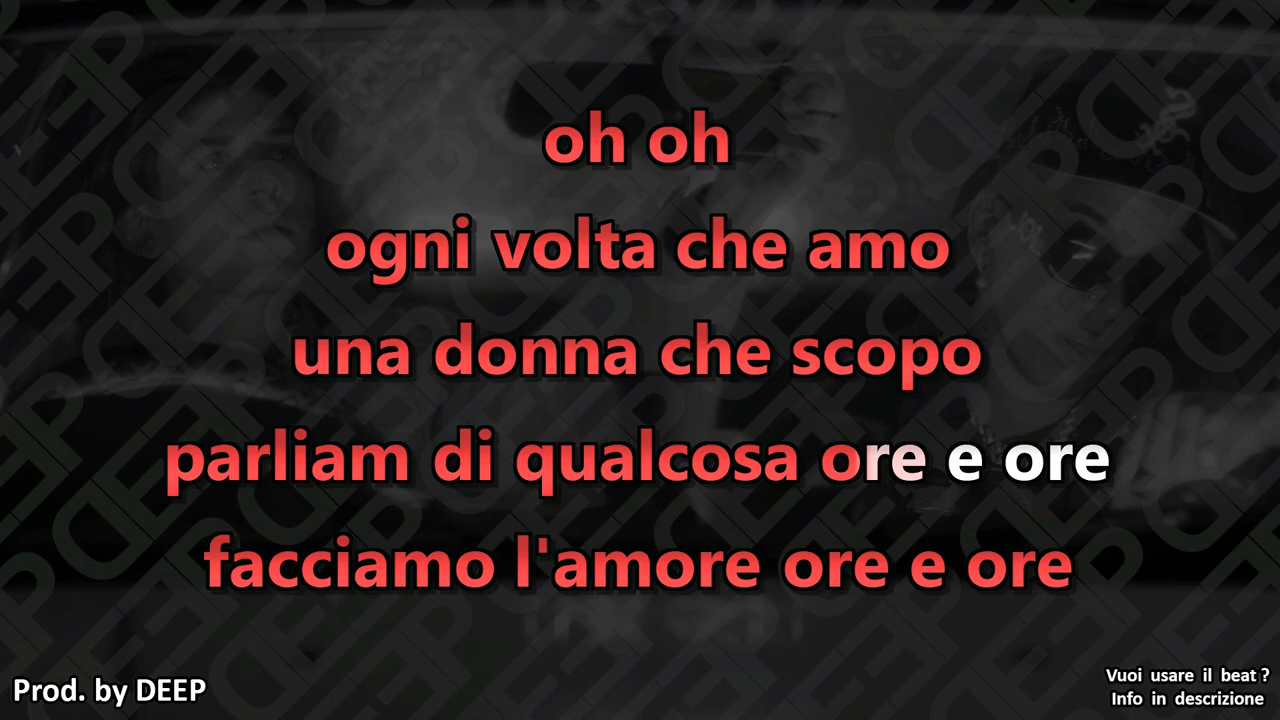 oh oh
ogni volta che amo
una donna che scopo
parliam di qualcosa ore e ore
facciamo l'amore ore e ore
Prod. by DEEP
Vuoi usare il beat ?
Info in descrizione